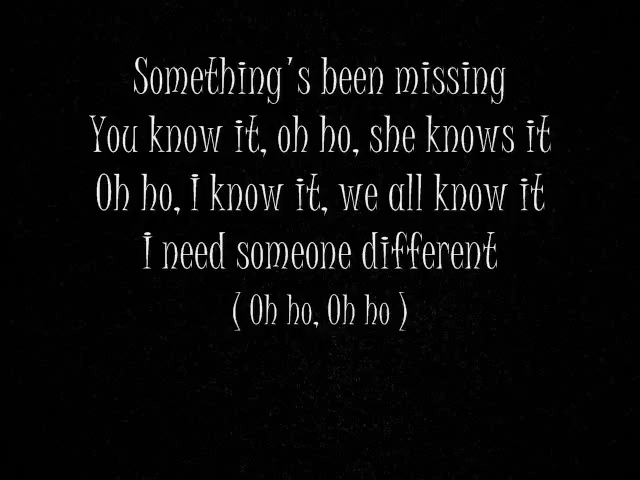 Something's been missing
You know it, oh ho, she knows it
Oh ho, I know it, we all know it
I need someone different
( Oh ho, Oh ho )